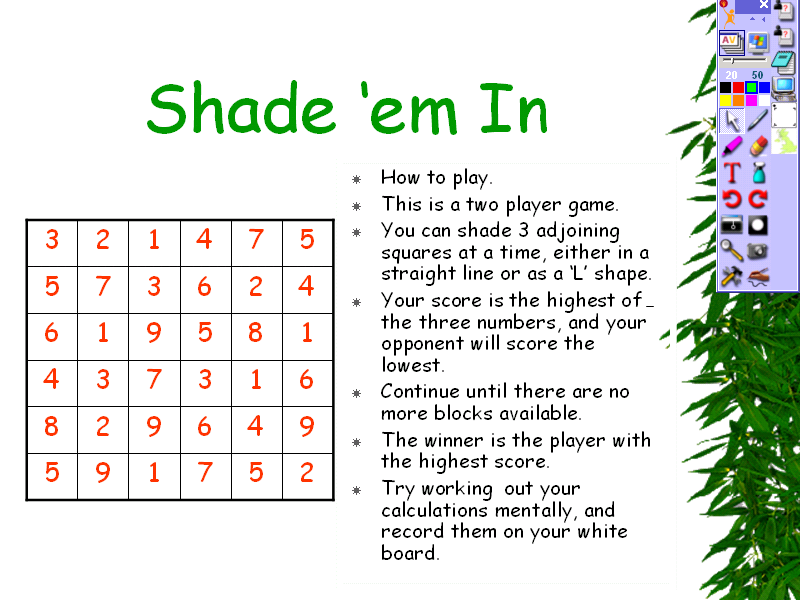 Shade ‘em In
3 2 1 4 7 5
5 7 3 6 2 4
6 1 9 5 8 1
4 3 7 3 1 6
8 2 9 6 4 9
5 9 1 7 5 2
How to play.
This is a two player game.
You can shade 3 adjoining
squares at a time, either in a
straight line or as a ‘L’ shape.
Your score is the highest of
the three numbers, and your
opponent will score the
lowest.
Continue until there are no
more blocks available.
The winner is the player with
the highest score.
Try working out your
calculations mentally, and
record them on your white
board.
AV
20 50
T